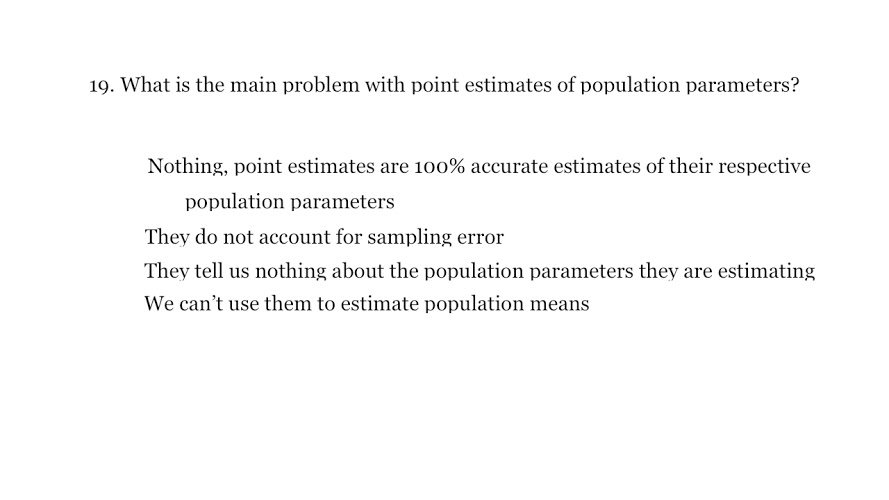 19. What is the main problem with point estimates of population parameters?
Nothing, point estimates are 100% accurate estimates of their respective
population parameters
They do not account for sampling error
They tell us nothing about the population parameters they are estimating
We can’t use them to estimate population means